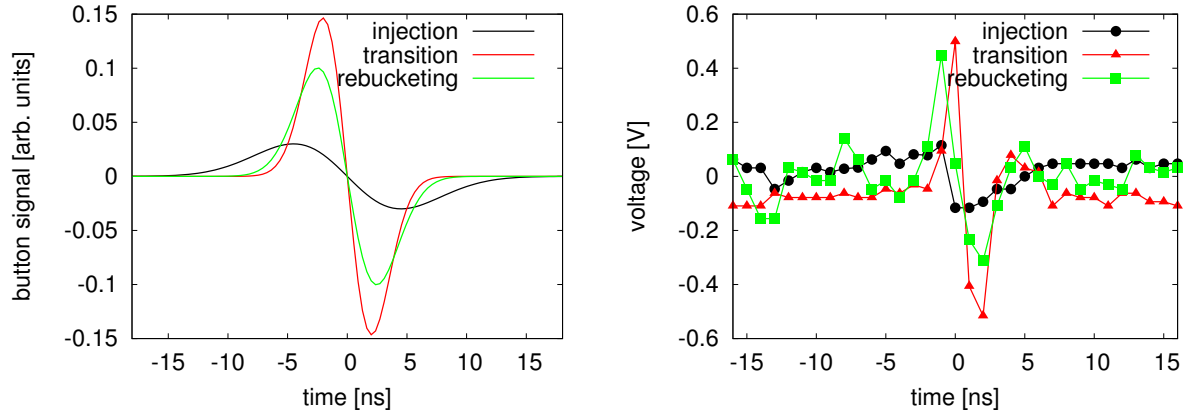 button signal [arb. units]
0.15
0.1
0.05
0
-0.05
-0.1
-0.15
-15
-10
-5
0
5
10
15
time [ns]
injection
transition
rebucketing
voltage [V]
0.6
0.4
0.2
0
-0.2
-0.4
-0.6
-15
-10
-5
0
5
10
15
time [ns]
injection
transition
rebucketing